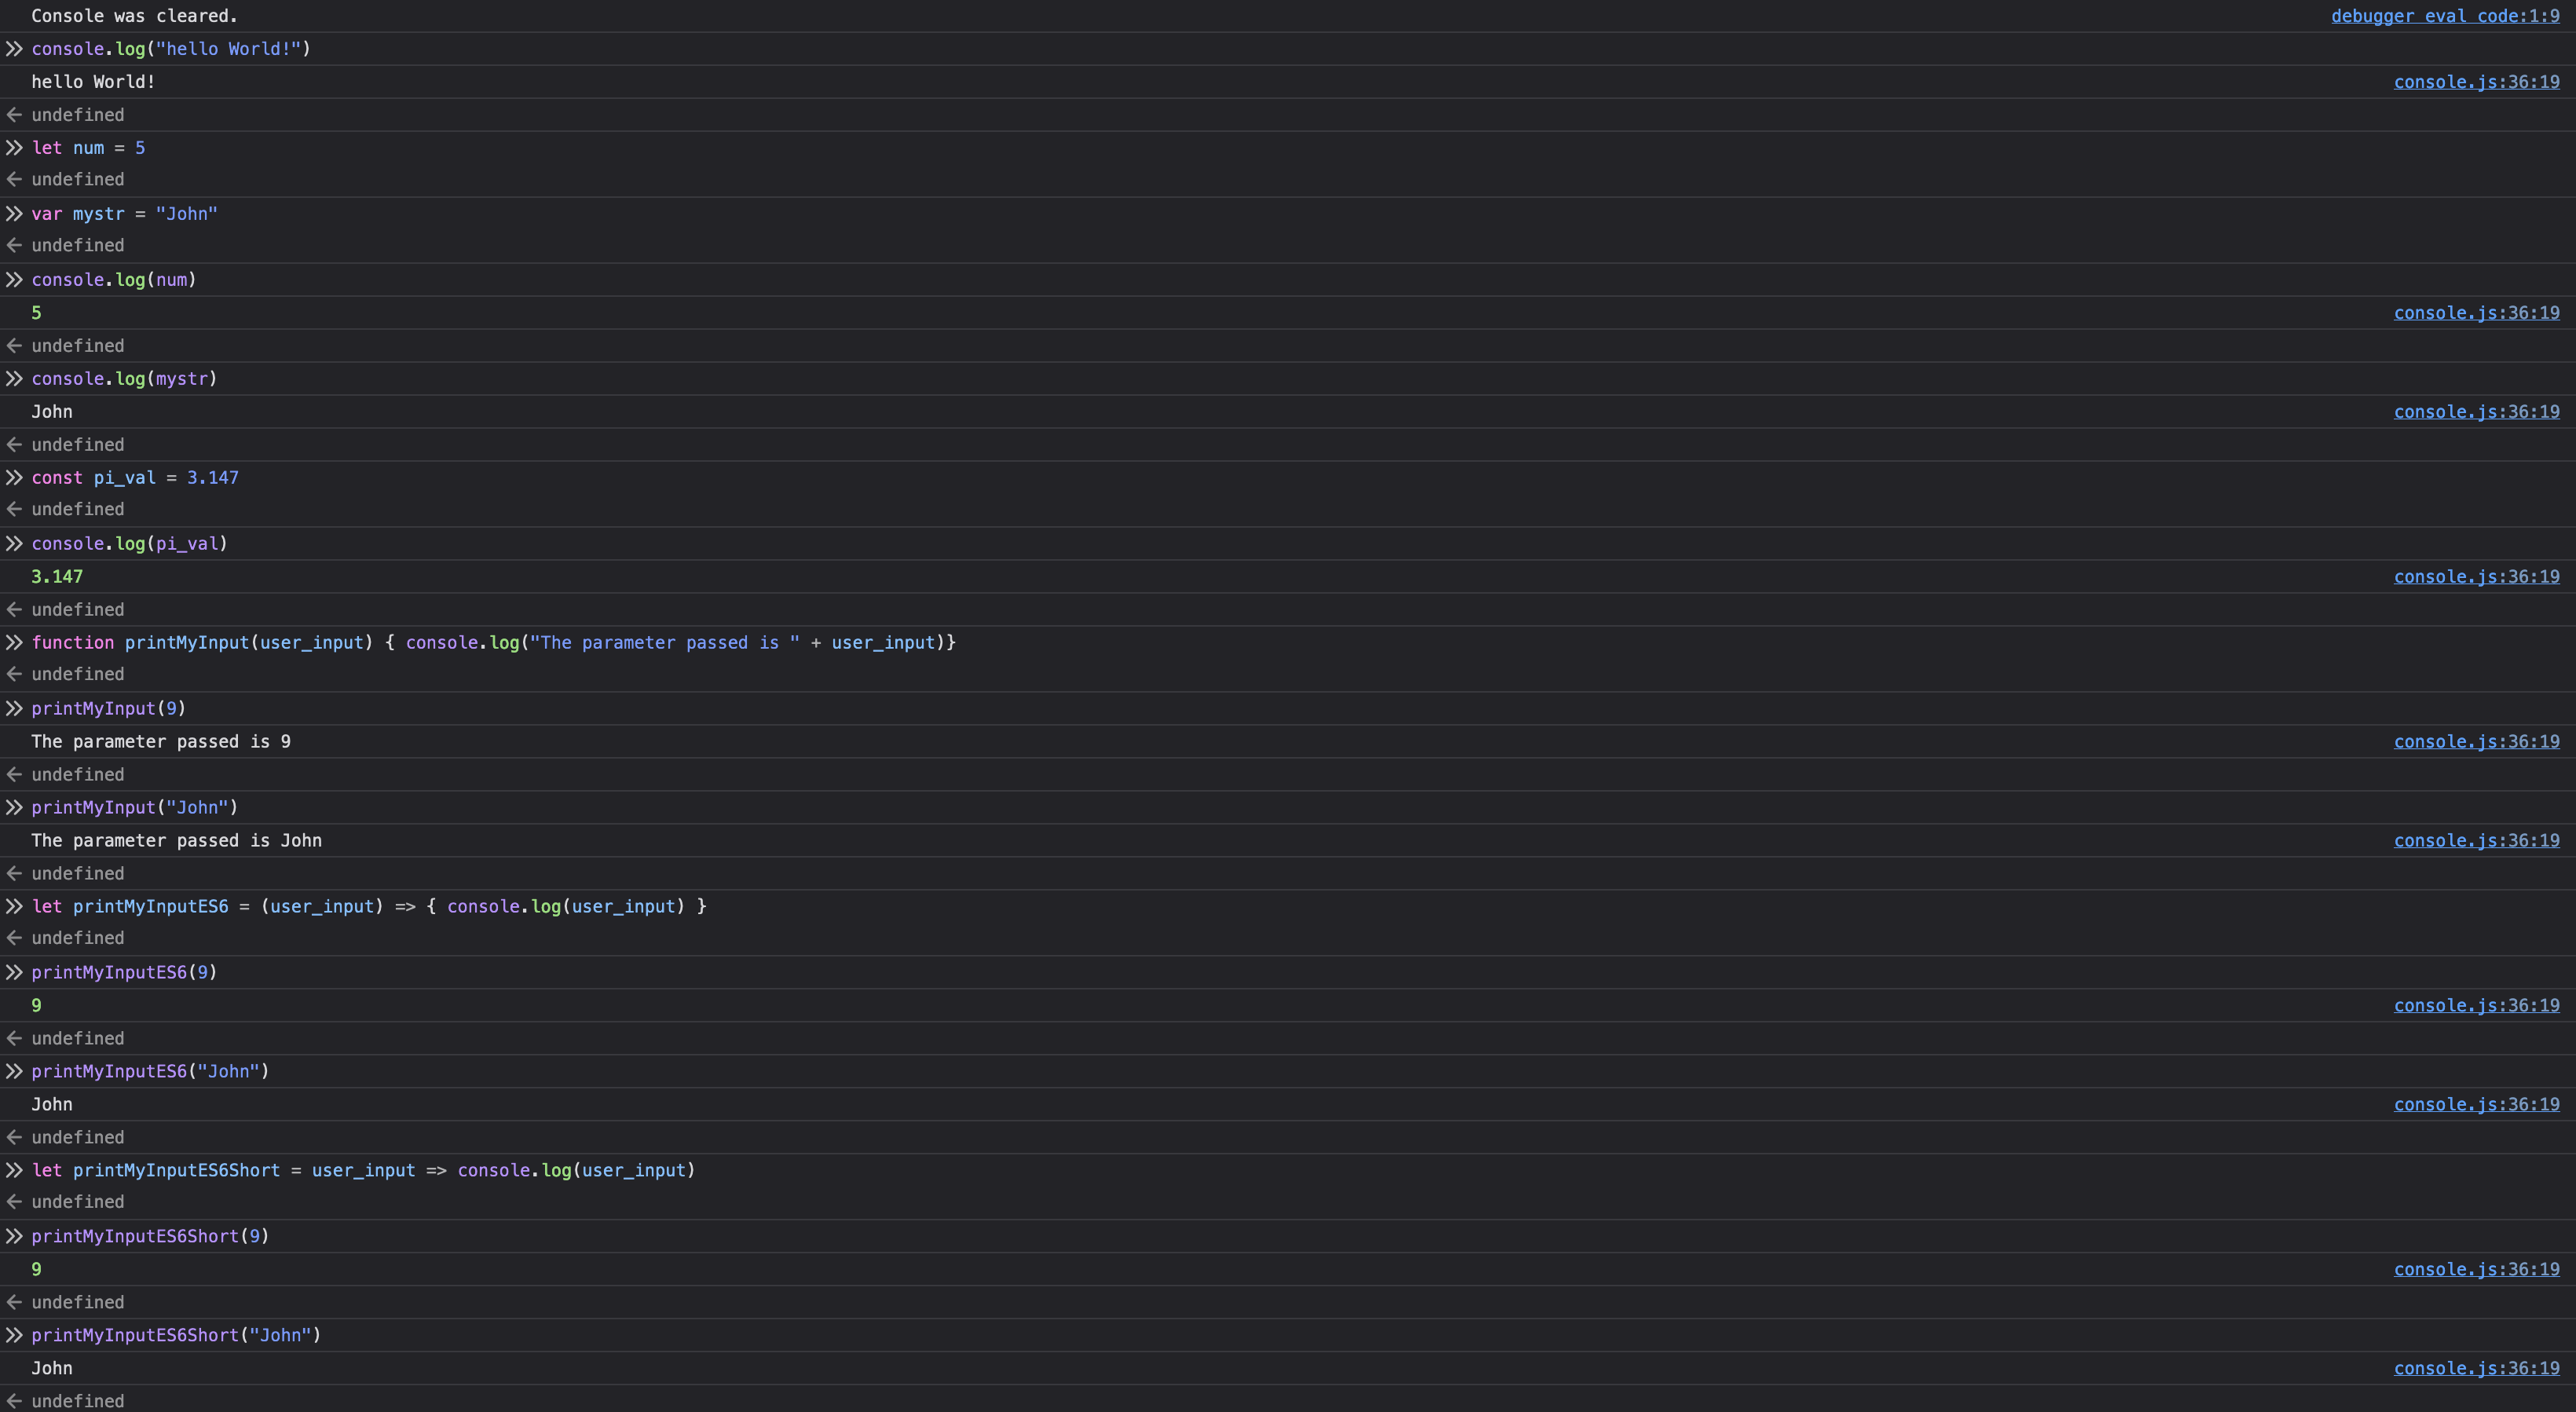 Console was cleared. debugger eval code:1:9
>> console.log("hello World!")
hello World! console.js:36:19
← undefined
>> let num = 5
← undefined
>> var mystr = "John"
← undefined
>> console.log(num)
5 console.js:36:19
← undefined
>> console.log(mystr)
John console.js:36:19
← undefined
>> const pi_val = 3.147
← undefined
>> console.log(pi_val)
3.147 console.js:36:19
← undefined
>> function printMyInput(user_input) { console.log("The parameter passed is " + user_input)}
← undefined
>> printMyInput(9)
The parameter passed is 9 console.js:36:19
← undefined
>> printMyInput("John")
The parameter passed is John console.js:36:19
← undefined
>> let printMyInputES6 = (user_input) => { console.log(user_input) }
← undefined
>> printMyInputES6(9)
9 console.js:36:19
← undefined
>> printMyInputES6("John")
John console.js:36:19
← undefined
>> let printMyInputES6Short = user_input => console.log(user_input)
← undefined
>> printMyInputES6Short(9)
9 console.js:36:19
← undefined
>> printMyInputES6Short("John")
John console.js:36:19
← undefined